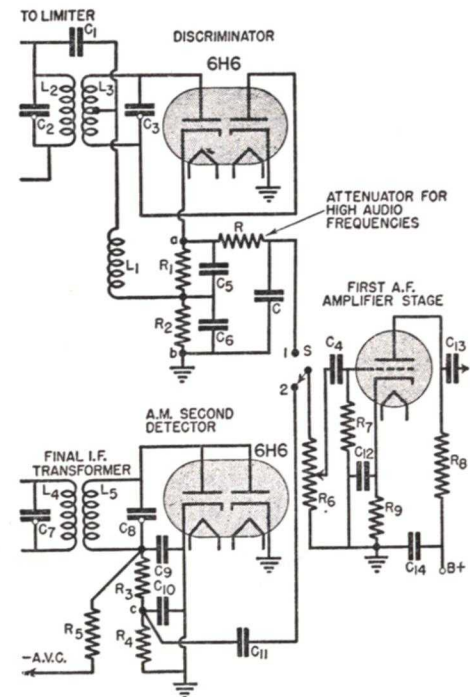 TO LIMITER
C1
DISCRIMINATOR
6H6
L2
L3
C2
C3
ATTENUATOR FOR
HIGH AUDIO
FREQUENCIES
a
R
L1
R1
C5
C
R2
C6
b
FIRST A.F.
AMPLIFIER STAGE
1
S
C4
C13
2
A.M. SECOND
DETECTOR
R7
C12
R8
FINAL I.F.
TRANSFORMER
6H6
L4
L5
R6
R9
C7
C8
C9
C14
B+
R3
C10
c
R5
R4
C11
-A.V.C.